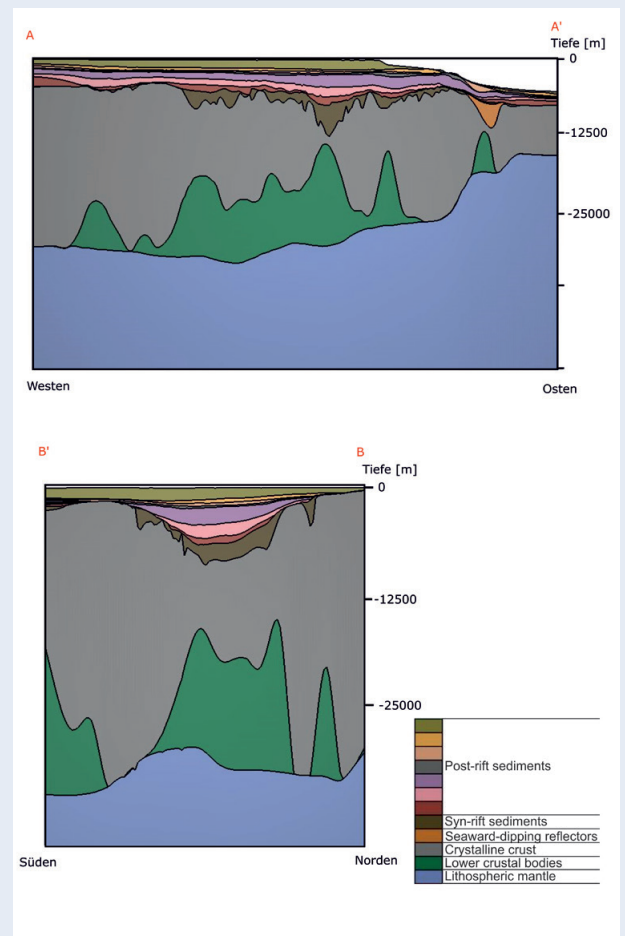 A
A'
Tiefe [m]
0
-12500
-25000
Westen
Osten
B'
B
Tiefe [m]
0
-12500
-25000
Post-rift sediments
Syn-rift sediments
Seaward-dipping reflectors
Crystalline crust
Lower crustal bodies
Lithospheric mantle
Süden
Norden